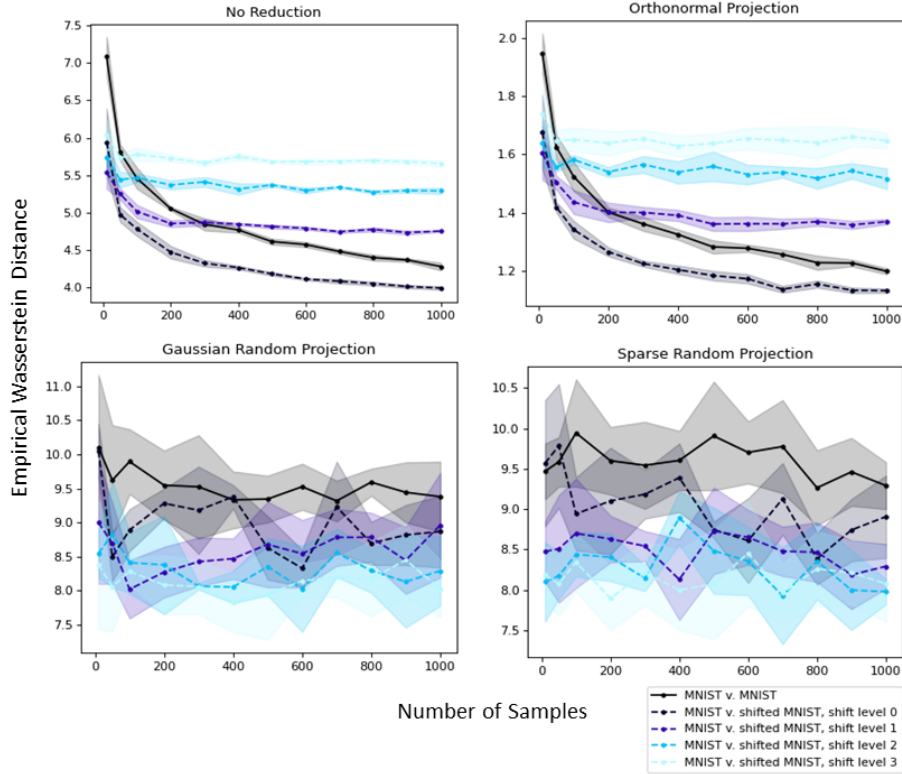 No Reduction
Orthonormal Projection
7.5
7.0
6.5
6.0
5.5
5.0
4.5
4.0
0 200 400 600 800 1000
2.0
1.8
1.6
1.4
1.2
0 200 400 600 800 1000
Empirical Wasserstein Distance
Gaussian Random Projection
Sparse Random Projection
11.0
10.5
10.0
9.5
9.0
8.5
8.0
7.5
0 200 400 600 800 1000
10.5
10.0
9.5
9.0
8.5
8.0
7.5
0 200 400 600 800 1000
Number of Samples
MNIST v. MNIST
MNIST v. shifted MNIST, shift level 0
MNIST v. shifted MNIST, shift level 1
MNIST v. shifted MNIST, shift level 2
MNIST v. shifted MNIST, shift level 3